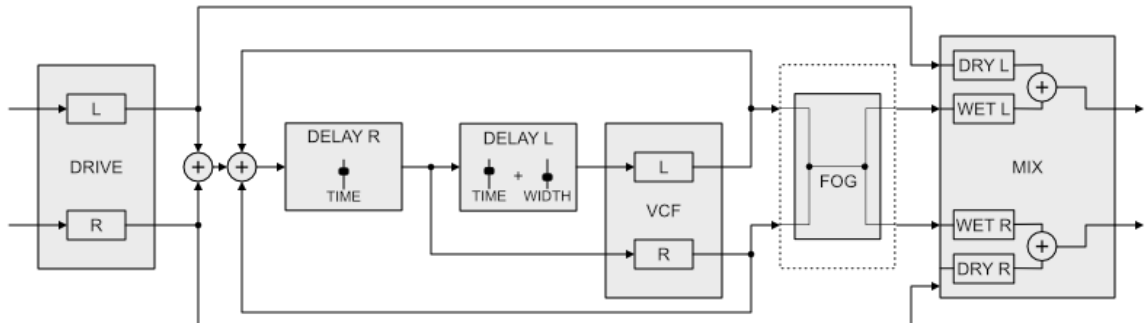 DRIVE
L
R
+
+
DELAY R
TIME
DELAY L
+
TIME
WIDTH
L
VCF
R
FOG
DRY L
+
WET L
MIX
WET R
+
DRY R